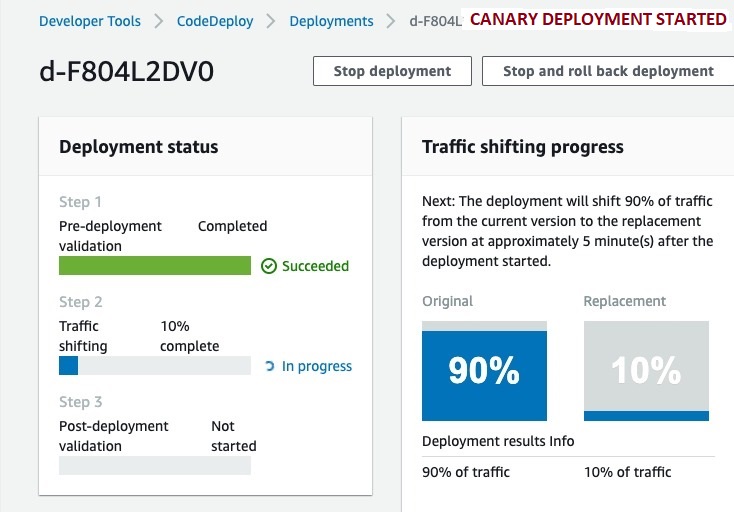 Developer Tools > CodeDeploy > Deployments > d-F804L
CANARY DEPLOYMENT STARTED
d-F804L2DV0
Stop deployment
Stop and roll back deployment
Deployment status
Step 1
Pre-deployment validation
Completed
Succeeded
Step 2
Traffic shifting
10% complete
In progress
Step 3
Post-deployment validation
Not started
Traffic shifting progress
Next: The deployment will shift 90% of traffic
from the current version to the replacement
version at approximately 5 minute(s) after the
deployment started.
Original
Replacement
90%
10%
Deployment results Info
90% of traffic
10% of traffic